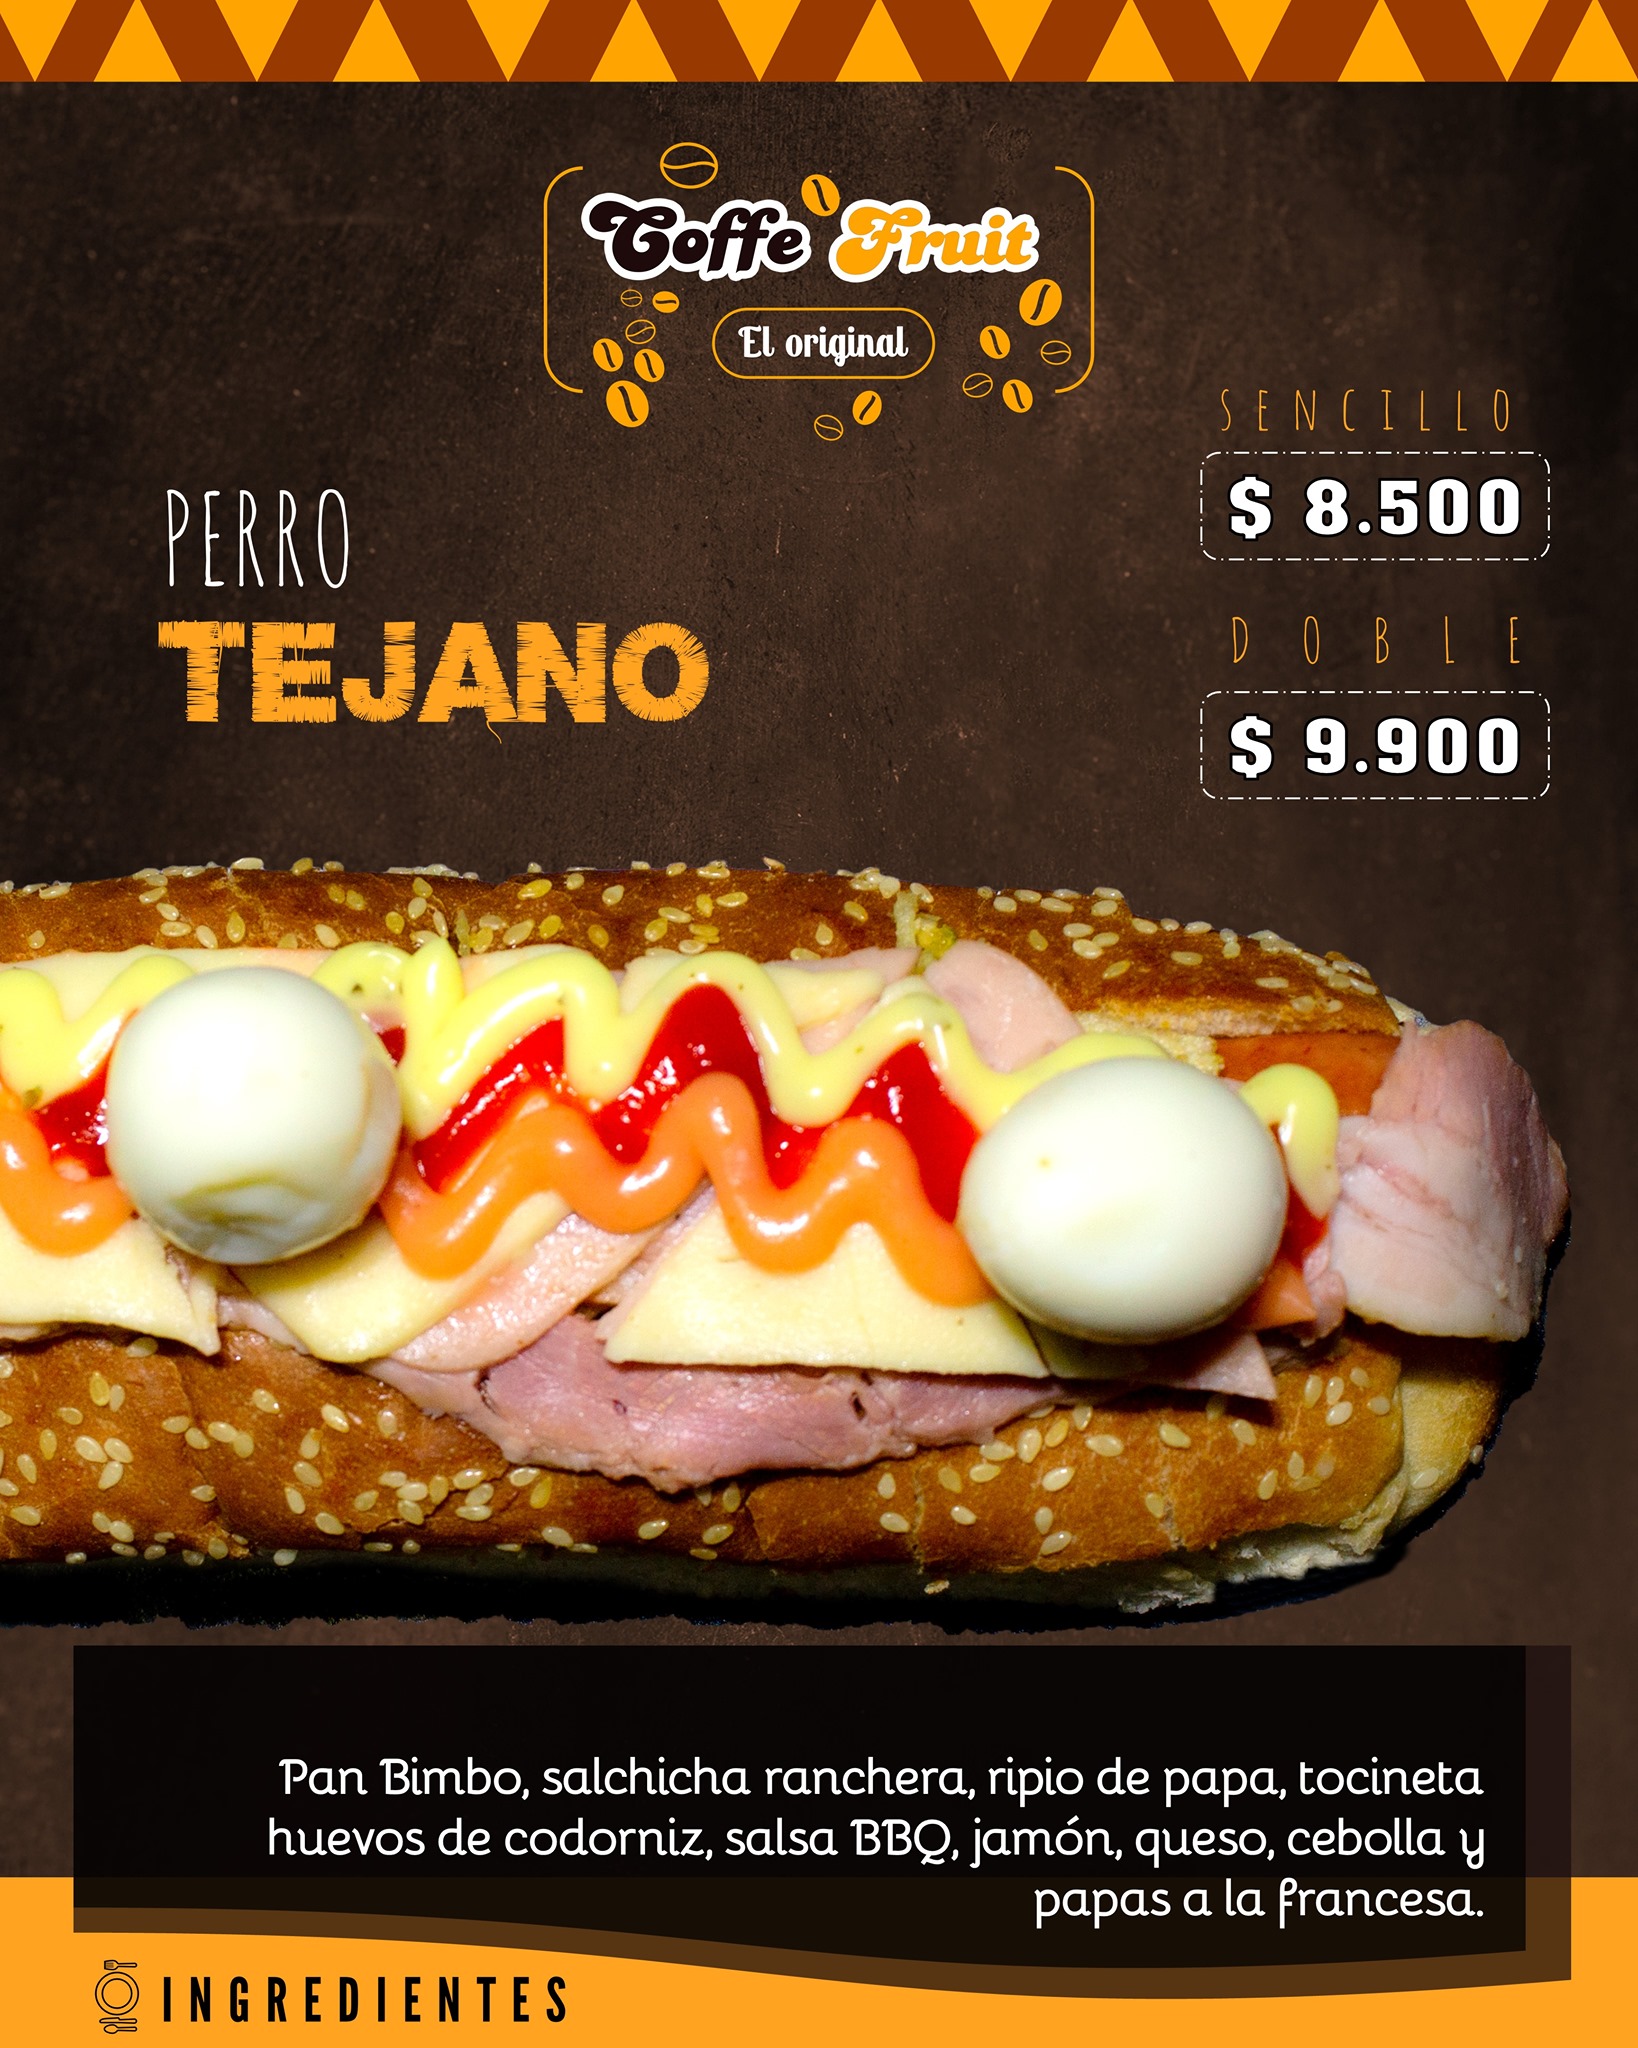 Coffe Fruit
El original
SENCILLO
$ 8.500
PERRO
TEJANO
DOBLE
$ 9.900
Pan Bimbo, salchicha ranchera, ripio de papa, tocineta
huevos de codorniz, salsa BBQ, jamón, queso, cebolla y
papas a la francesa.
INGREDIENTES